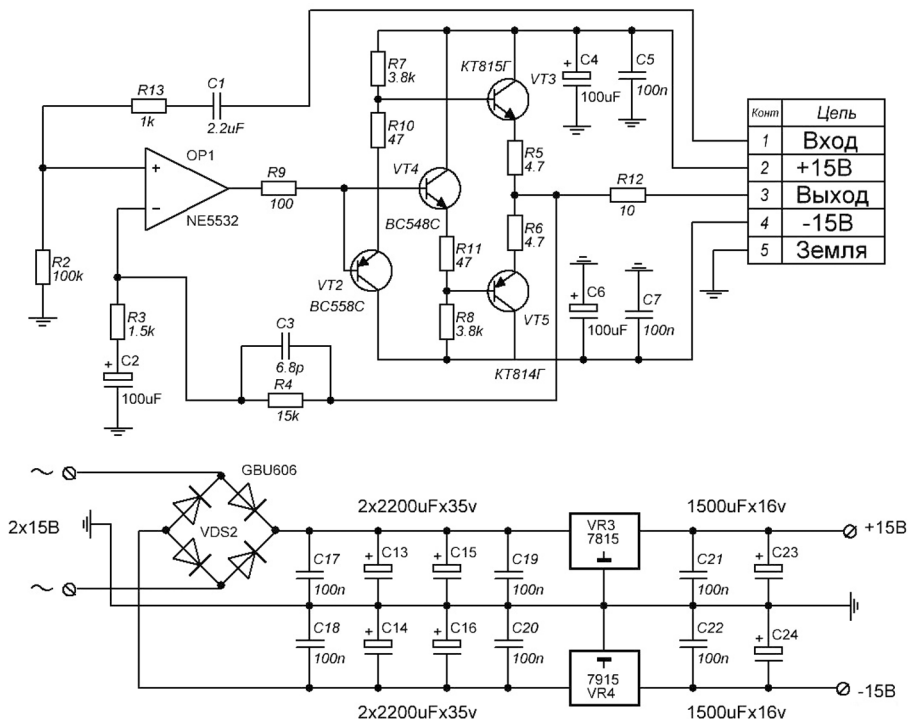 R13
1k
C1
2.2uF
R7
3.8k
КТ815Г
VT3
+
C4
100uF
C5
100n
Конт
Цепь
1
Вход
2
+15В
3
Выход
4
-15В
5
Земля
R10
47
OP1
+
−
NE5532
R9
100
VT4
BC548C
R5
4.7
R12
10
R6
4.7
R11
47
VT2
BC558C
R8
3.8k
VT5
КТ814Г
+
C6
100uF
C7
100n
R2
100k
R3
1.5k
+
C2
100uF
C3
6.8p
R4
15k
~
GBU606
2x15В
VDS2
~
2x2200uFx35v
1500uFx16v
VR3
7815
+15В
C17
100n
+
C13
+
C15
C19
100n
C21
100n
+
C23
C18
100n
+
C14
+
C16
C20
100n
C22
100n
+
C24
7915
VR4
-15В
2x2200uFx35v
1500uFx16v